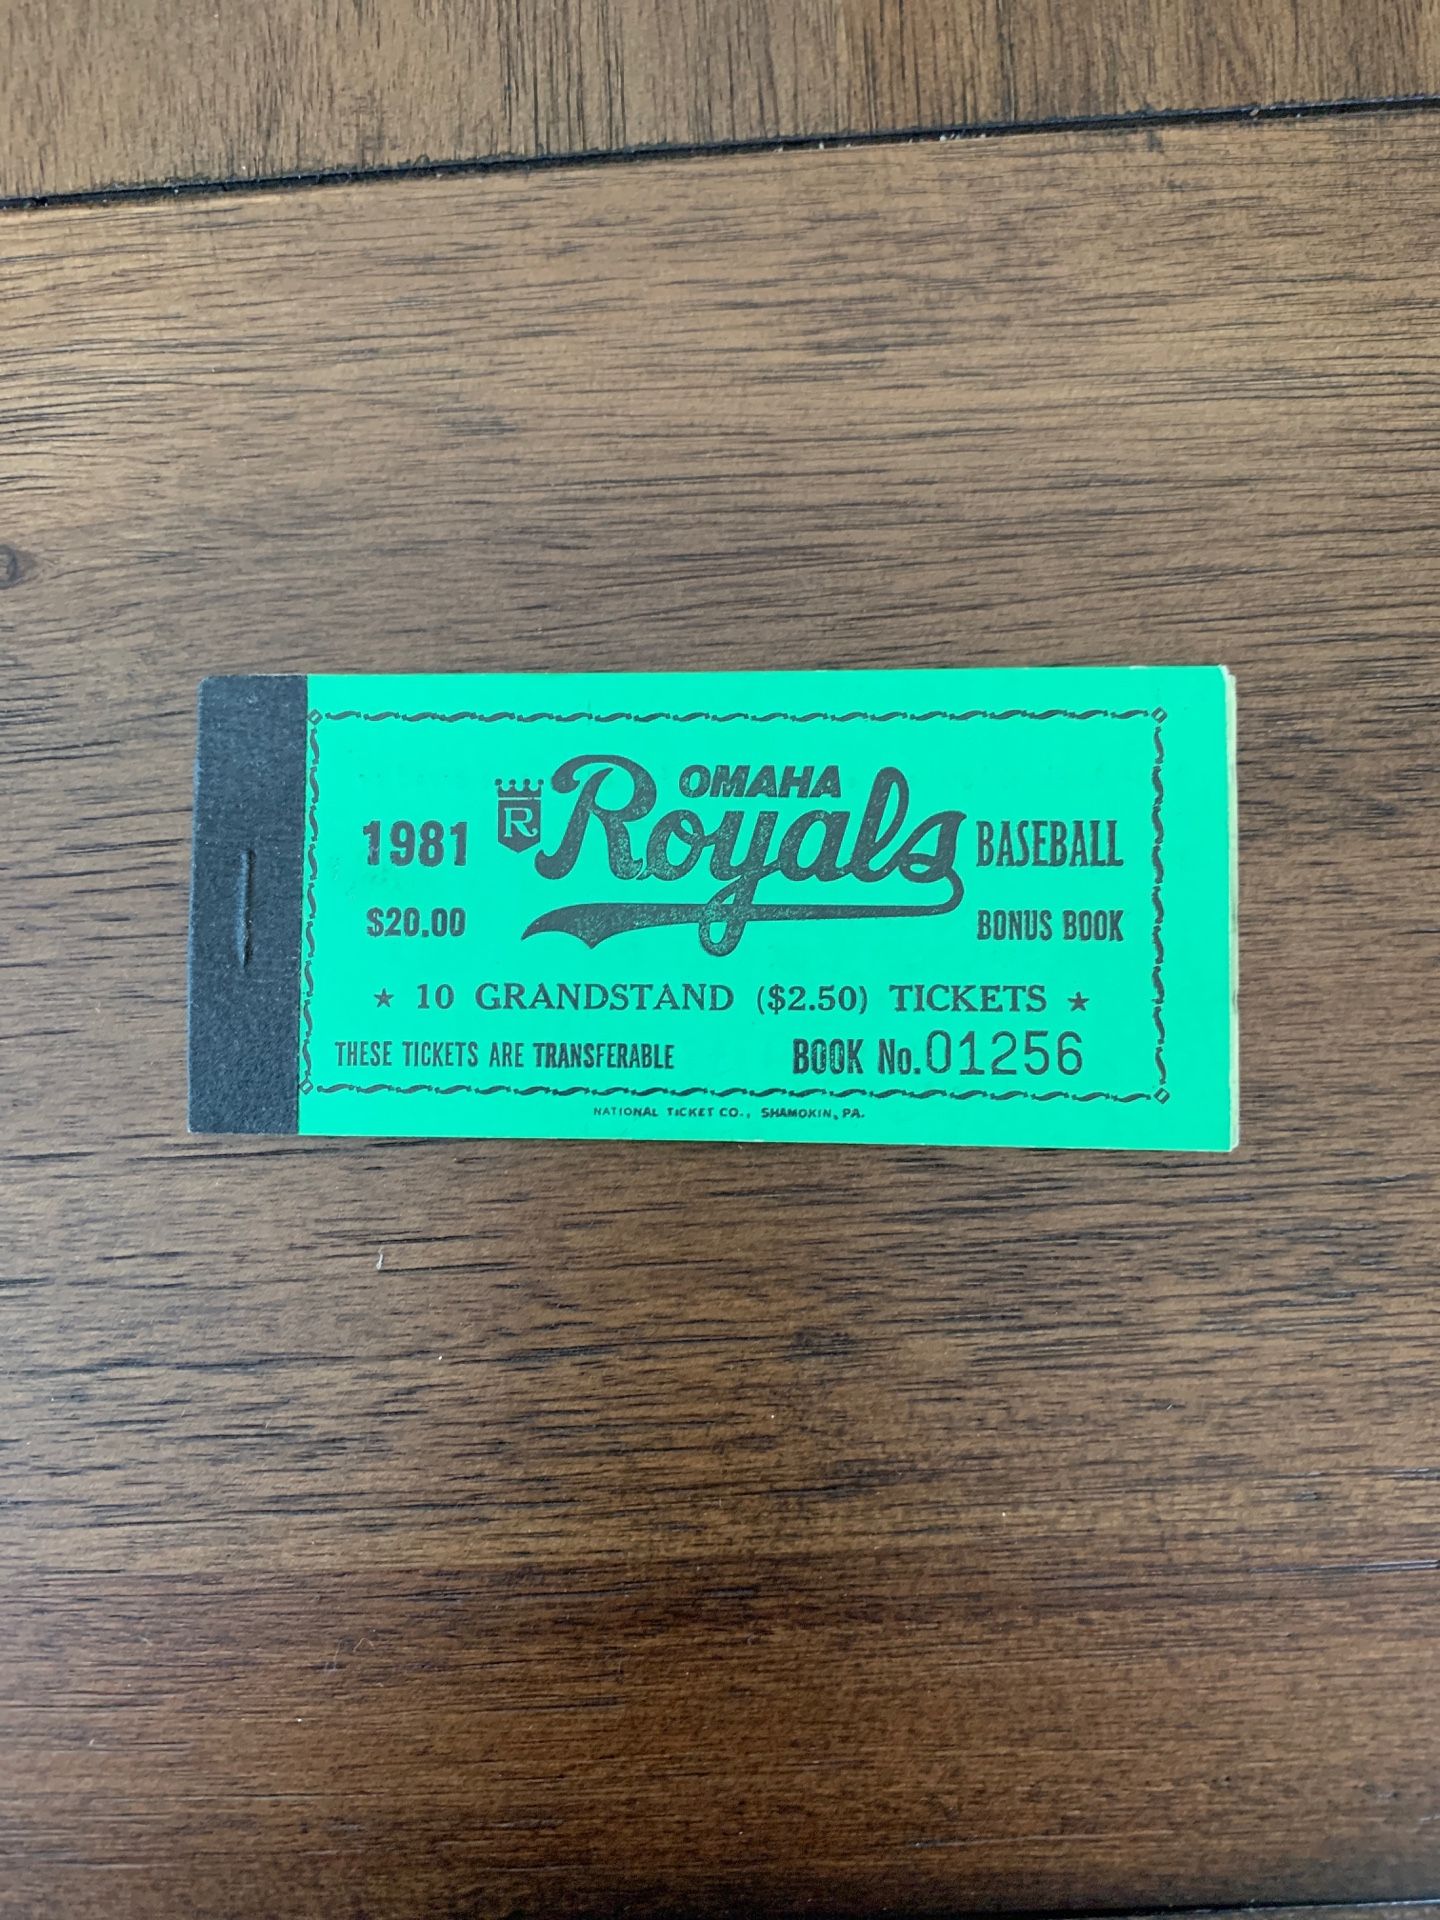 OMAHA
1981 R Royals BASEBALL
$20.00 BONUS BOOK
★ 10 GRANDSTAND ($2.50) TICKETS ★
THESE TICKETS ARE TRANSFERABLE BOOK No. 01256
NATIONAL TICKET CO., SHAMOKIN, PA.